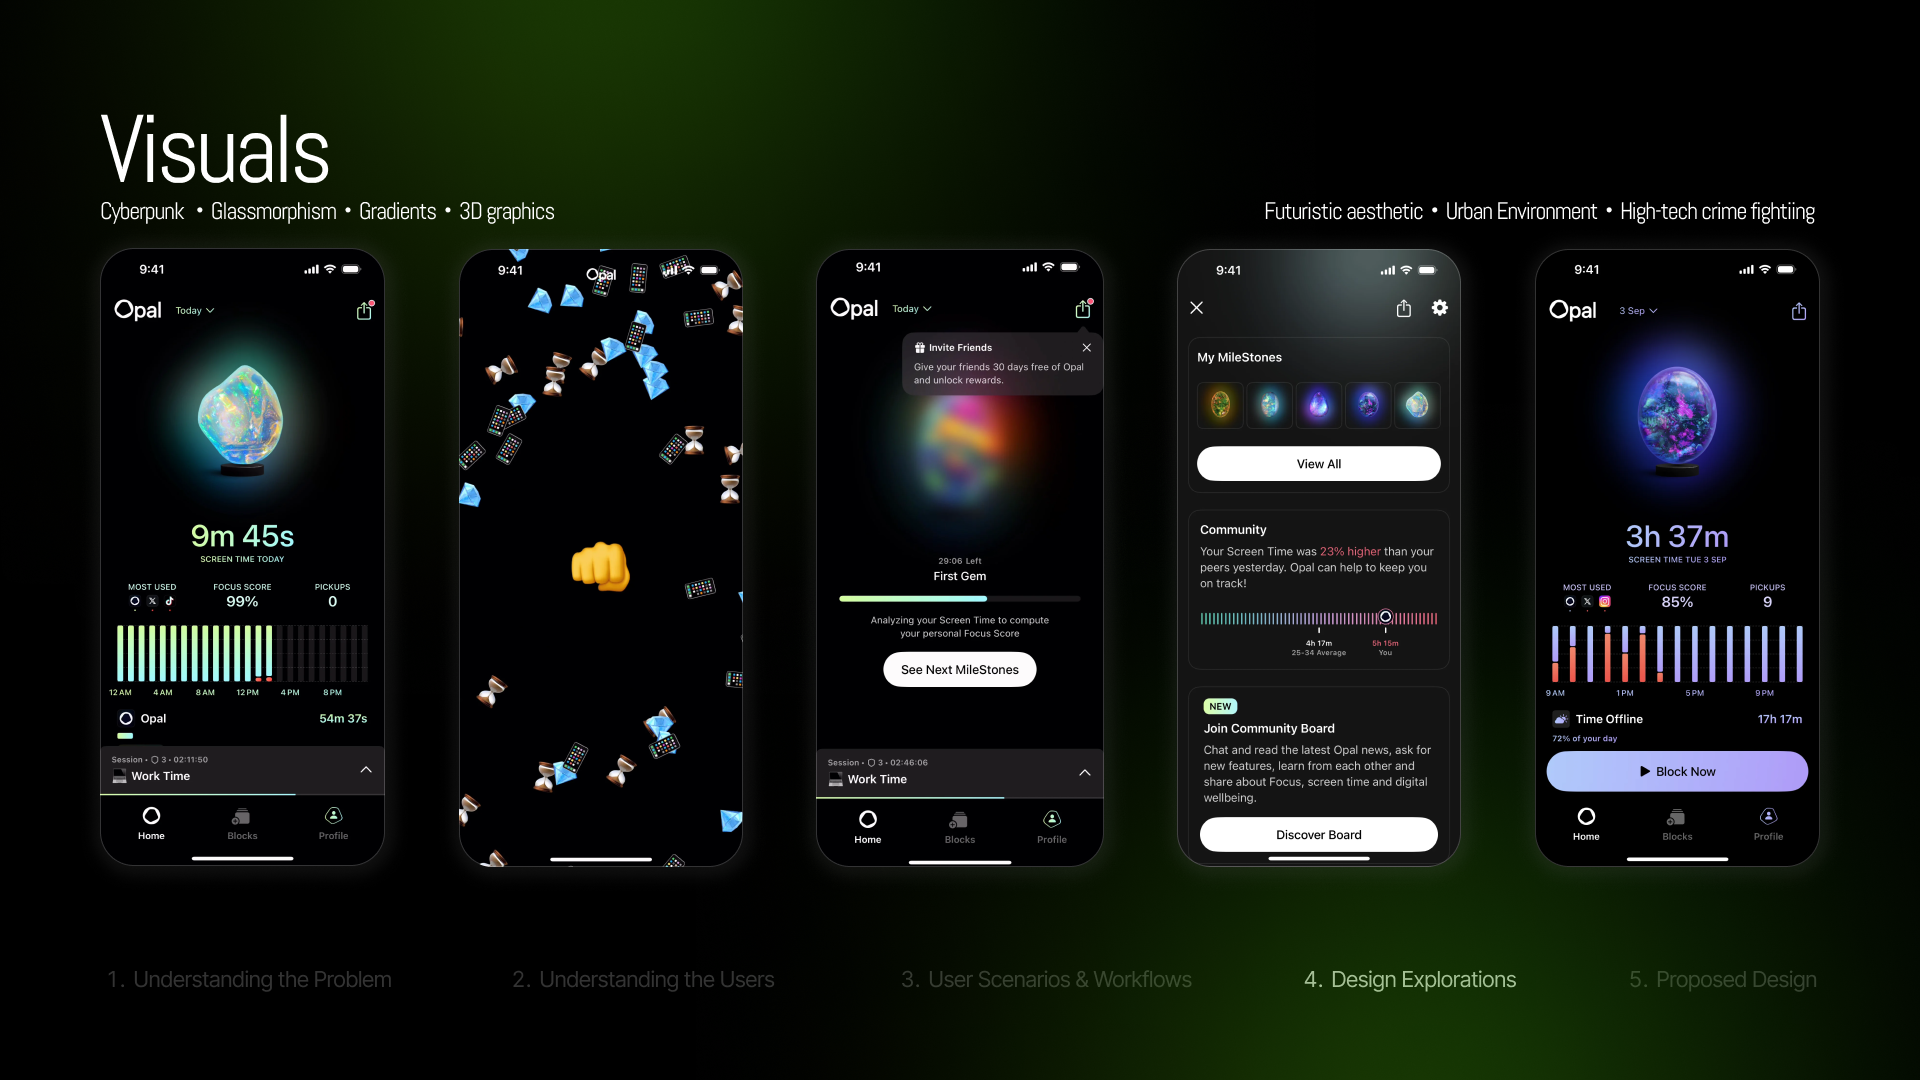 Visuals
Cyberpunk • Glassmorphism • Gradients • 3D graphics
Futuristic aesthetic • Urban Environment • High-tech crime fightiing
9:41
Opal
Today
9m 45s
SCREEN TIME TODAY
MOST USED
FOCUS SCORE
99%
PICKUPS
0
12 AM 4 AM 8 AM 12 PM 4 PM 8 PM
Opal 54m 37s
Session • 3 • 02:11:50
Work Time
Home Blocks Profile
9:41
Opal
9:41
Opal
Today
Invite Friends
Give your friends 30 days free of Opal
and unlock rewards.
29:06 Left
First Gem
Analyzing your Screen Time to compute
your personal Focus Score
See Next MileStones
Session • 3 • 02:46:06
Work Time
Home Blocks Profile
9:41
My MileStones
View All
Community
Your Screen Time was 23% higher than your
peers yesterday. Opal can help to keep you
on track!
4h 17m
25-34 Average
5h 15m
You
NEW
Join Community Board
Chat and read the latest Opal news, ask for
new features, learn from each other and
share about Focus, screen time and digital
wellbeing.
Discover Board
9:41
Opal
3 Sep
3h 37m
SCREEN TIME TUE 3 SEP
MOST USED
FOCUS SCORE
85%
PICKUPS
9
9 AM 1 PM 5 PM 9 PM
Time Offline 17h 17m
72% of your day
Block Now
Home Blocks Profile
1. Understanding the Problem
2. Understanding the Users
3. User Scenarios & Workflows
4. Design Explorations
5. Proposed Design